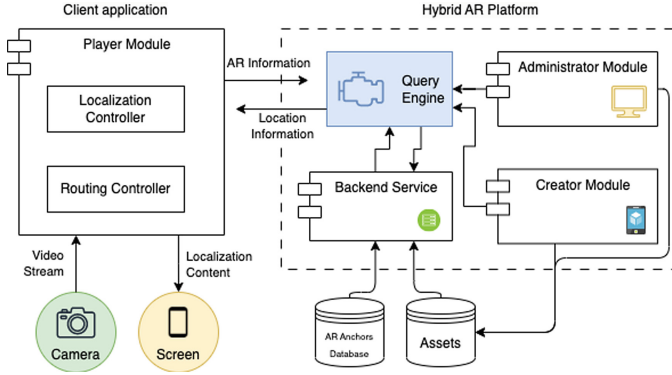 Client application
Hybrid AR Platform
Player Module
Localization
Controller
Routing Controller
AR Information
Location
Information
Query
Engine
Administrator Module
Backend Service
Creator Module
Video
Stream
Localization
Content
Camera
Screen
AR Anchors
Database
Assets